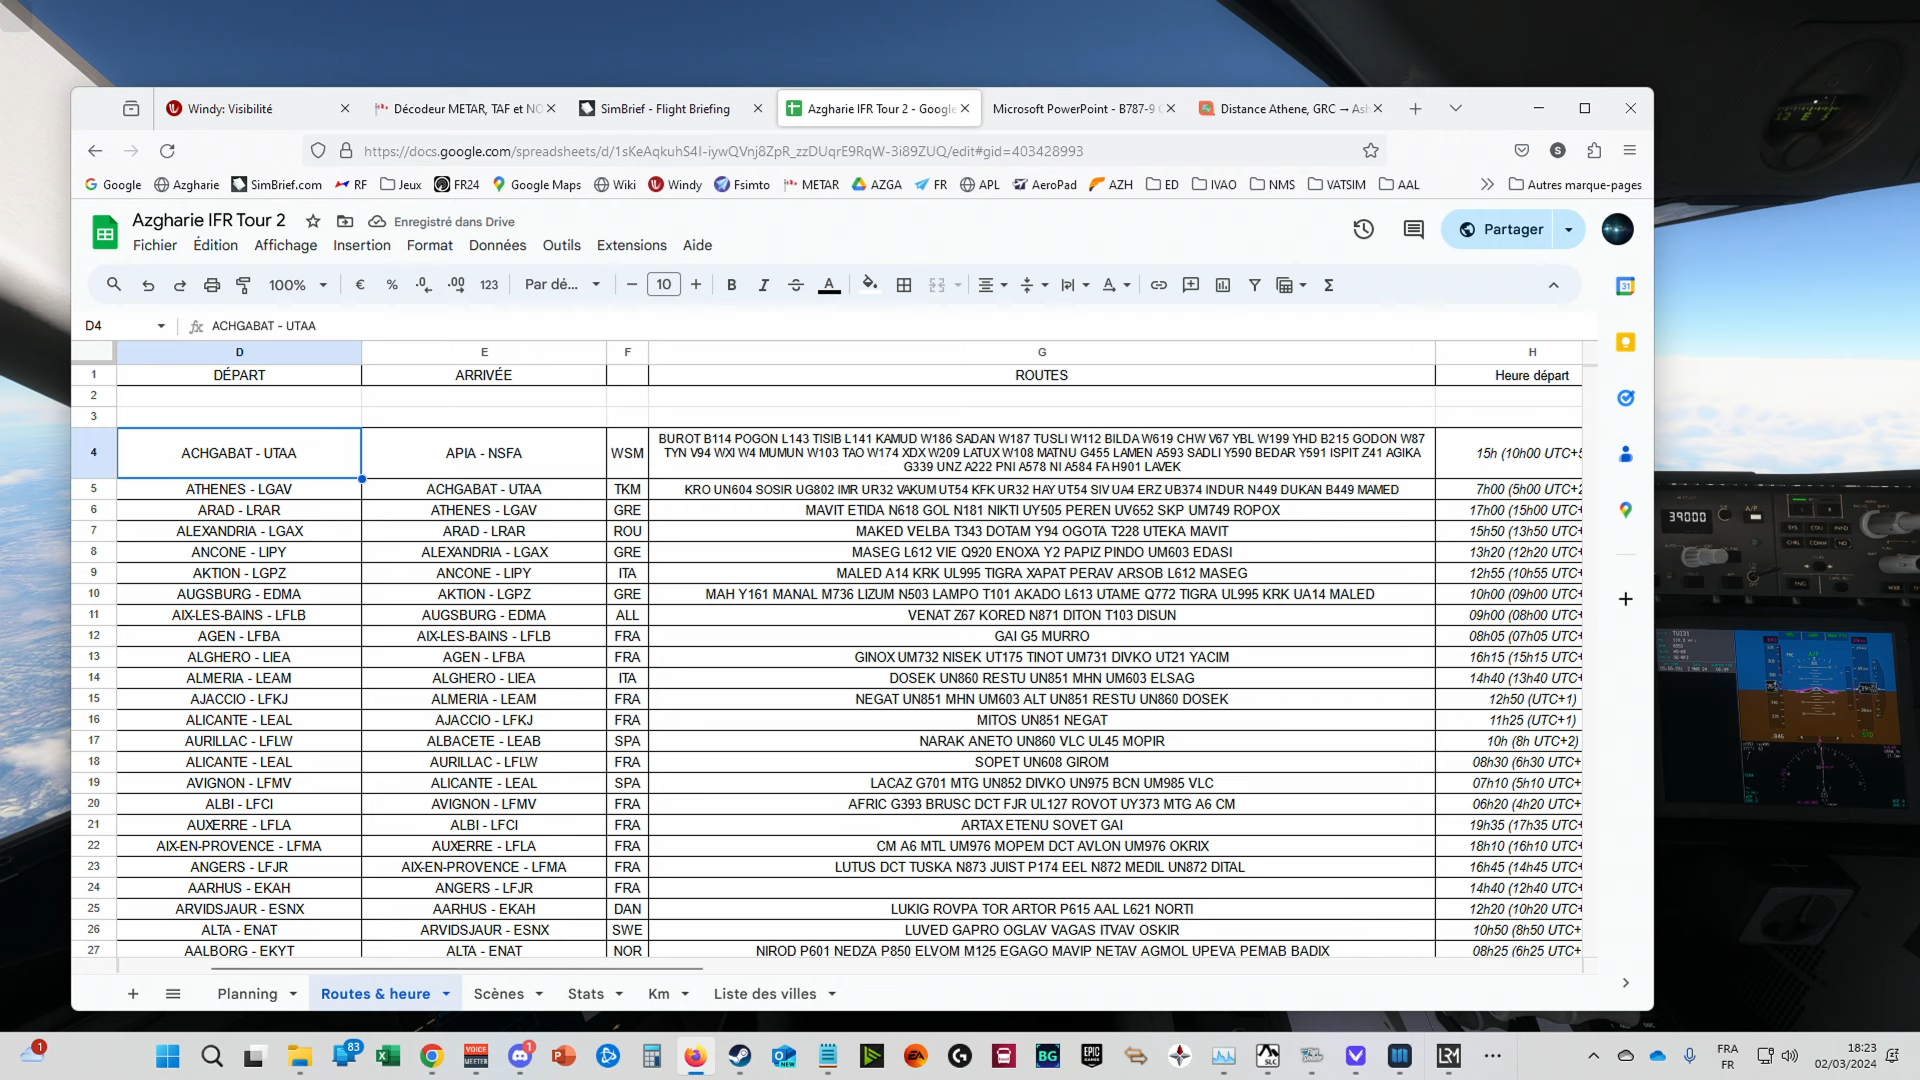 Windy: Visibilité
Décodeur METAR, TAF et NO
SimBrief - Flight Briefing
Azgharie IFR Tour 2 - Google
Microsoft PowerPoint - B787-9
Distance Athene, GRC → Ash
https://docs.google.com/spreadsheets/d/1sKeAqkuhS4I-iywQVnj8ZpR_zzDUqrE9RqW-3i89ZUQ/edit#gid=403428993
Google Azgharie SimBrief.com RF Jeux FR24 Google Maps Wiki Windy Fsimto METAR AZGA FR APL AeroPad AZH ED IVAO NMS VATSIM AAL Autres marque-pages
Azgharie IFR Tour 2 Enregistré dans Drive
Partager
Fichier Édition Affichage Insertion Format Données Outils Extensions Aide
100% € % .0 .00 123 Par dé... − 10 + B I A
D4 fx ACHGABAT - UTAA
D E F G H
1 DÉPART ARRIVÉE ROUTES Heure départ
2
3
BUROT B114 POGON L143 TISIB L141 KAMUD W186 SADAN W187 TUSLI W112 BILDA W619 CHW V67 YBL W199 YHD B215 GODON W87
4 ACHGABAT - UTAA APIA - NSFA WSM TYN V94 WXI W4 MUMUN W103 TAO W174 XDX W209 LATUX W108 MATNU G455 LAMEN A593 SADLI Y590 BEDAR Y591 ISPIT Z41 AGIKA 15h (10h00 UTC+5
G339 UNZ A222 PNI A578 NI A584 FA H901 LAVEK
5 ATHENES - LGAV ACHGABAT - UTAA TKM KRO UN604 SOSIR UG802 IMR UR32 VAKUM UT54 KFK UR32 HAY UT54 SIV UA4 ERZ UB374 INDUR N449 DUKAN B449 MAMED 7h00 (5h00 UTC+2
6 ARAD - LRAR ATHENES - LGAV GRE MAVIT ETIDA N618 GOL N181 NIKTI UY505 PEREN UV652 SKP UM749 ROPOX 17h00 (15h00 UTC+
7 ALEXANDRIA - LGAX ARAD - LRAR ROU MAKED VELBA T343 DOTAM Y94 OGOTA T228 UTEKA MAVIT 15h50 (13h50 UTC+
8 ANCONE - LIPY ALEXANDRIA - LGAX GRE MASEG L612 VIE Q920 ENOXA Y2 PAPIZ PINDO UM603 EDASI 13h20 (12h20 UTC+
9 AKTION - LGPZ ANCONE - LIPY ITA MALED A14 KRK UL995 TIGRA XAPAT PERAV ARSOB L612 MASEG 12h55 (10h55 UTC+
10 AUGSBURG - EDMA AKTION - LGPZ GRE MAH Y161 MANAL M736 LIZUM N503 LAMPO T101 AKADO L613 UTAME Q772 TIGRA UL995 KRK UA14 MALED 10h00 (09h00 UTC+
11 AIX-LES-BAINS - LFLB AUGSBURG - EDMA ALL VENAT Z67 KORED N871 DITON T103 DISUN 09h00 (08h00 UTC+
12 AGEN - LFBA AIX-LES-BAINS - LFLB FRA GAI G5 MURRO 08h05 (07h05 UTC+
13 ALGHERO - LIEA AGEN - LFBA FRA GINOX UM732 NISEK UT175 TINOT UM731 DIVKO UT21 YACIM 16h15 (15h15 UTC+
14 ALMERIA - LEAM ALGHERO - LIEA ITA DOSEK UN860 RESTU UN851 MHN UM603 ELSAG 14h40 (13h40 UTC+
15 AJACCIO - LFKJ ALMERIA - LEAM FRA NEGAT UN851 MHN UM603 ALT UN851 RESTU UN860 DOSEK 12h50 (UTC+1)
16 ALICANTE - LEAL AJACCIO - LFKJ FRA MITOS UN851 NEGAT 11h25 (UTC+1)
17 AURILLAC - LFLW ALBACETE - LEAB SPA NARAK ANETO UN860 VLC UL45 MOPIR 10h (8h UTC+2)
18 ALICANTE - LEAL AURILLAC - LFLW FRA SOPET UN608 GIROM 08h30 (6h30 UTC+
19 AVIGNON - LFMV ALICANTE - LEAL SPA LACAZ G701 MTG UN852 DIVKO UN975 BCN UM985 VLC 07h10 (5h10 UTC+
20 ALBI - LFCI AVIGNON - LFMV FRA AFRIC G393 BRUSC DCT FJR UL127 ROVOT UY373 MTG A6 CM 06h20 (4h20 UTC+
21 AUXERRE - LFLA ALBI - LFCI FRA ARTAX ETENU SOVET GAI 19h35 (17h35 UTC+
22 AIX-EN-PROVENCE - LFMA AUXERRE - LFLA FRA CM A6 MTL UM976 MOPEM DCT AVLON UM976 OKRIX 18h10 (16h10 UTC+
23 ANGERS - LFJR AIX-EN-PROVENCE - LFMA FRA LUTUS DCT TUSKA N873 JUIST P174 EEL N872 MEDIL UN872 DITAL 16h45 (14h45 UTC+
24 AARHUS - EKAH ANGERS - LFJR FRA 14h40 (12h40 UTC+
25 ARVIDSJAUR - ESNX AARHUS - EKAH DAN LUKIG ROVPA TOR ARTOR P615 AAL L621 NORTI 12h20 (10h20 UTC+
26 ALTA - ENAT ARVIDSJAUR - ESNX SWE LUVED GAPRO OGLAV VAGAS ITVAV OSKIR 10h50 (8h50 UTC+
27 AALBORG - EKYT ALTA - ENAT NOR NIROD P601 NEDZA P850 ELVOM M125 EGAGO MAVIP NETAV AGMOL UPEVA PEMAB BADIX 08h25 (6h25 UTC+
Planning Routes & heure Scènes Stats Km Liste des villes
39000
A/P
1 83 VOICE MEETER 1 BG EPIC GAMES SLC LRM
FRA
FR
18:23
02/03/2024